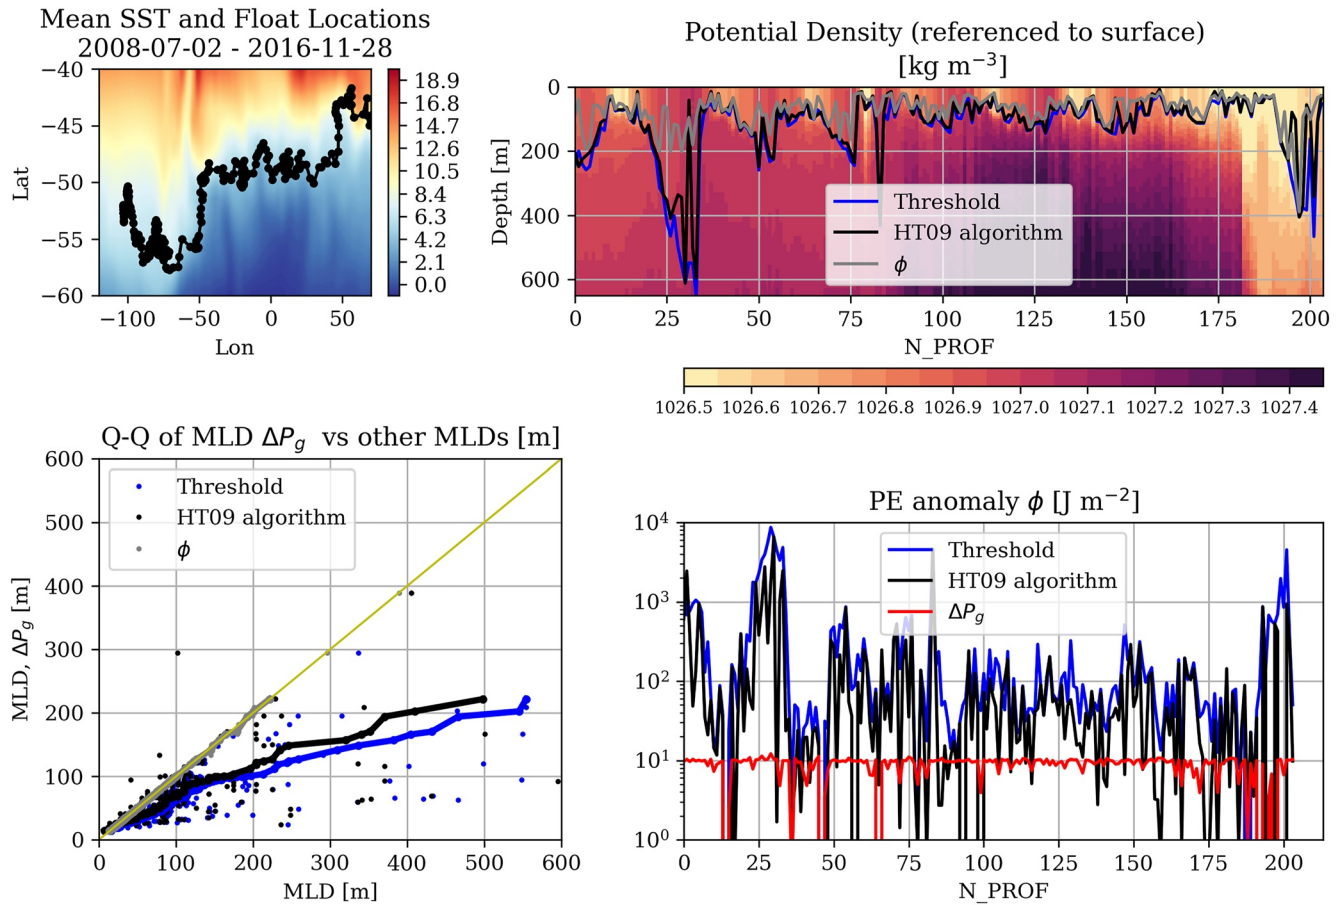 Mean SST and Float Locations
2008-07-02 - 2016-11-28
−40
−45
−50
−55
−60
Lat
−100
−50
0
50
Lon
18.9
16.8
14.7
12.6
10.5
8.4
6.3
4.2
2.1
0.0
Potential Density (referenced to surface)
[kg m⁻³]
0
200
400
600
Depth [m]
Threshold
HT09 algorithm
ϕ
0 25 50 75 100 125 150 175 200
N_PROF
1026.5 1026.6 1026.7 1026.8 1026.9 1027.0 1027.1 1027.2 1027.3 1027.4
Q-Q of MLD ΔPg vs other MLDs [m]
600
500
400
300
200
100
0
MLD, ΔPg [m]
Threshold
HT09 algorithm
ϕ
0 100 200 300 400 500 600
MLD [m]
PE anomaly ϕ [J m⁻²]
10⁴
10³
10²
10¹
10⁰
Threshold
HT09 algorithm
ΔPg
0 25 50 75 100 125 150 175 200
N_PROF